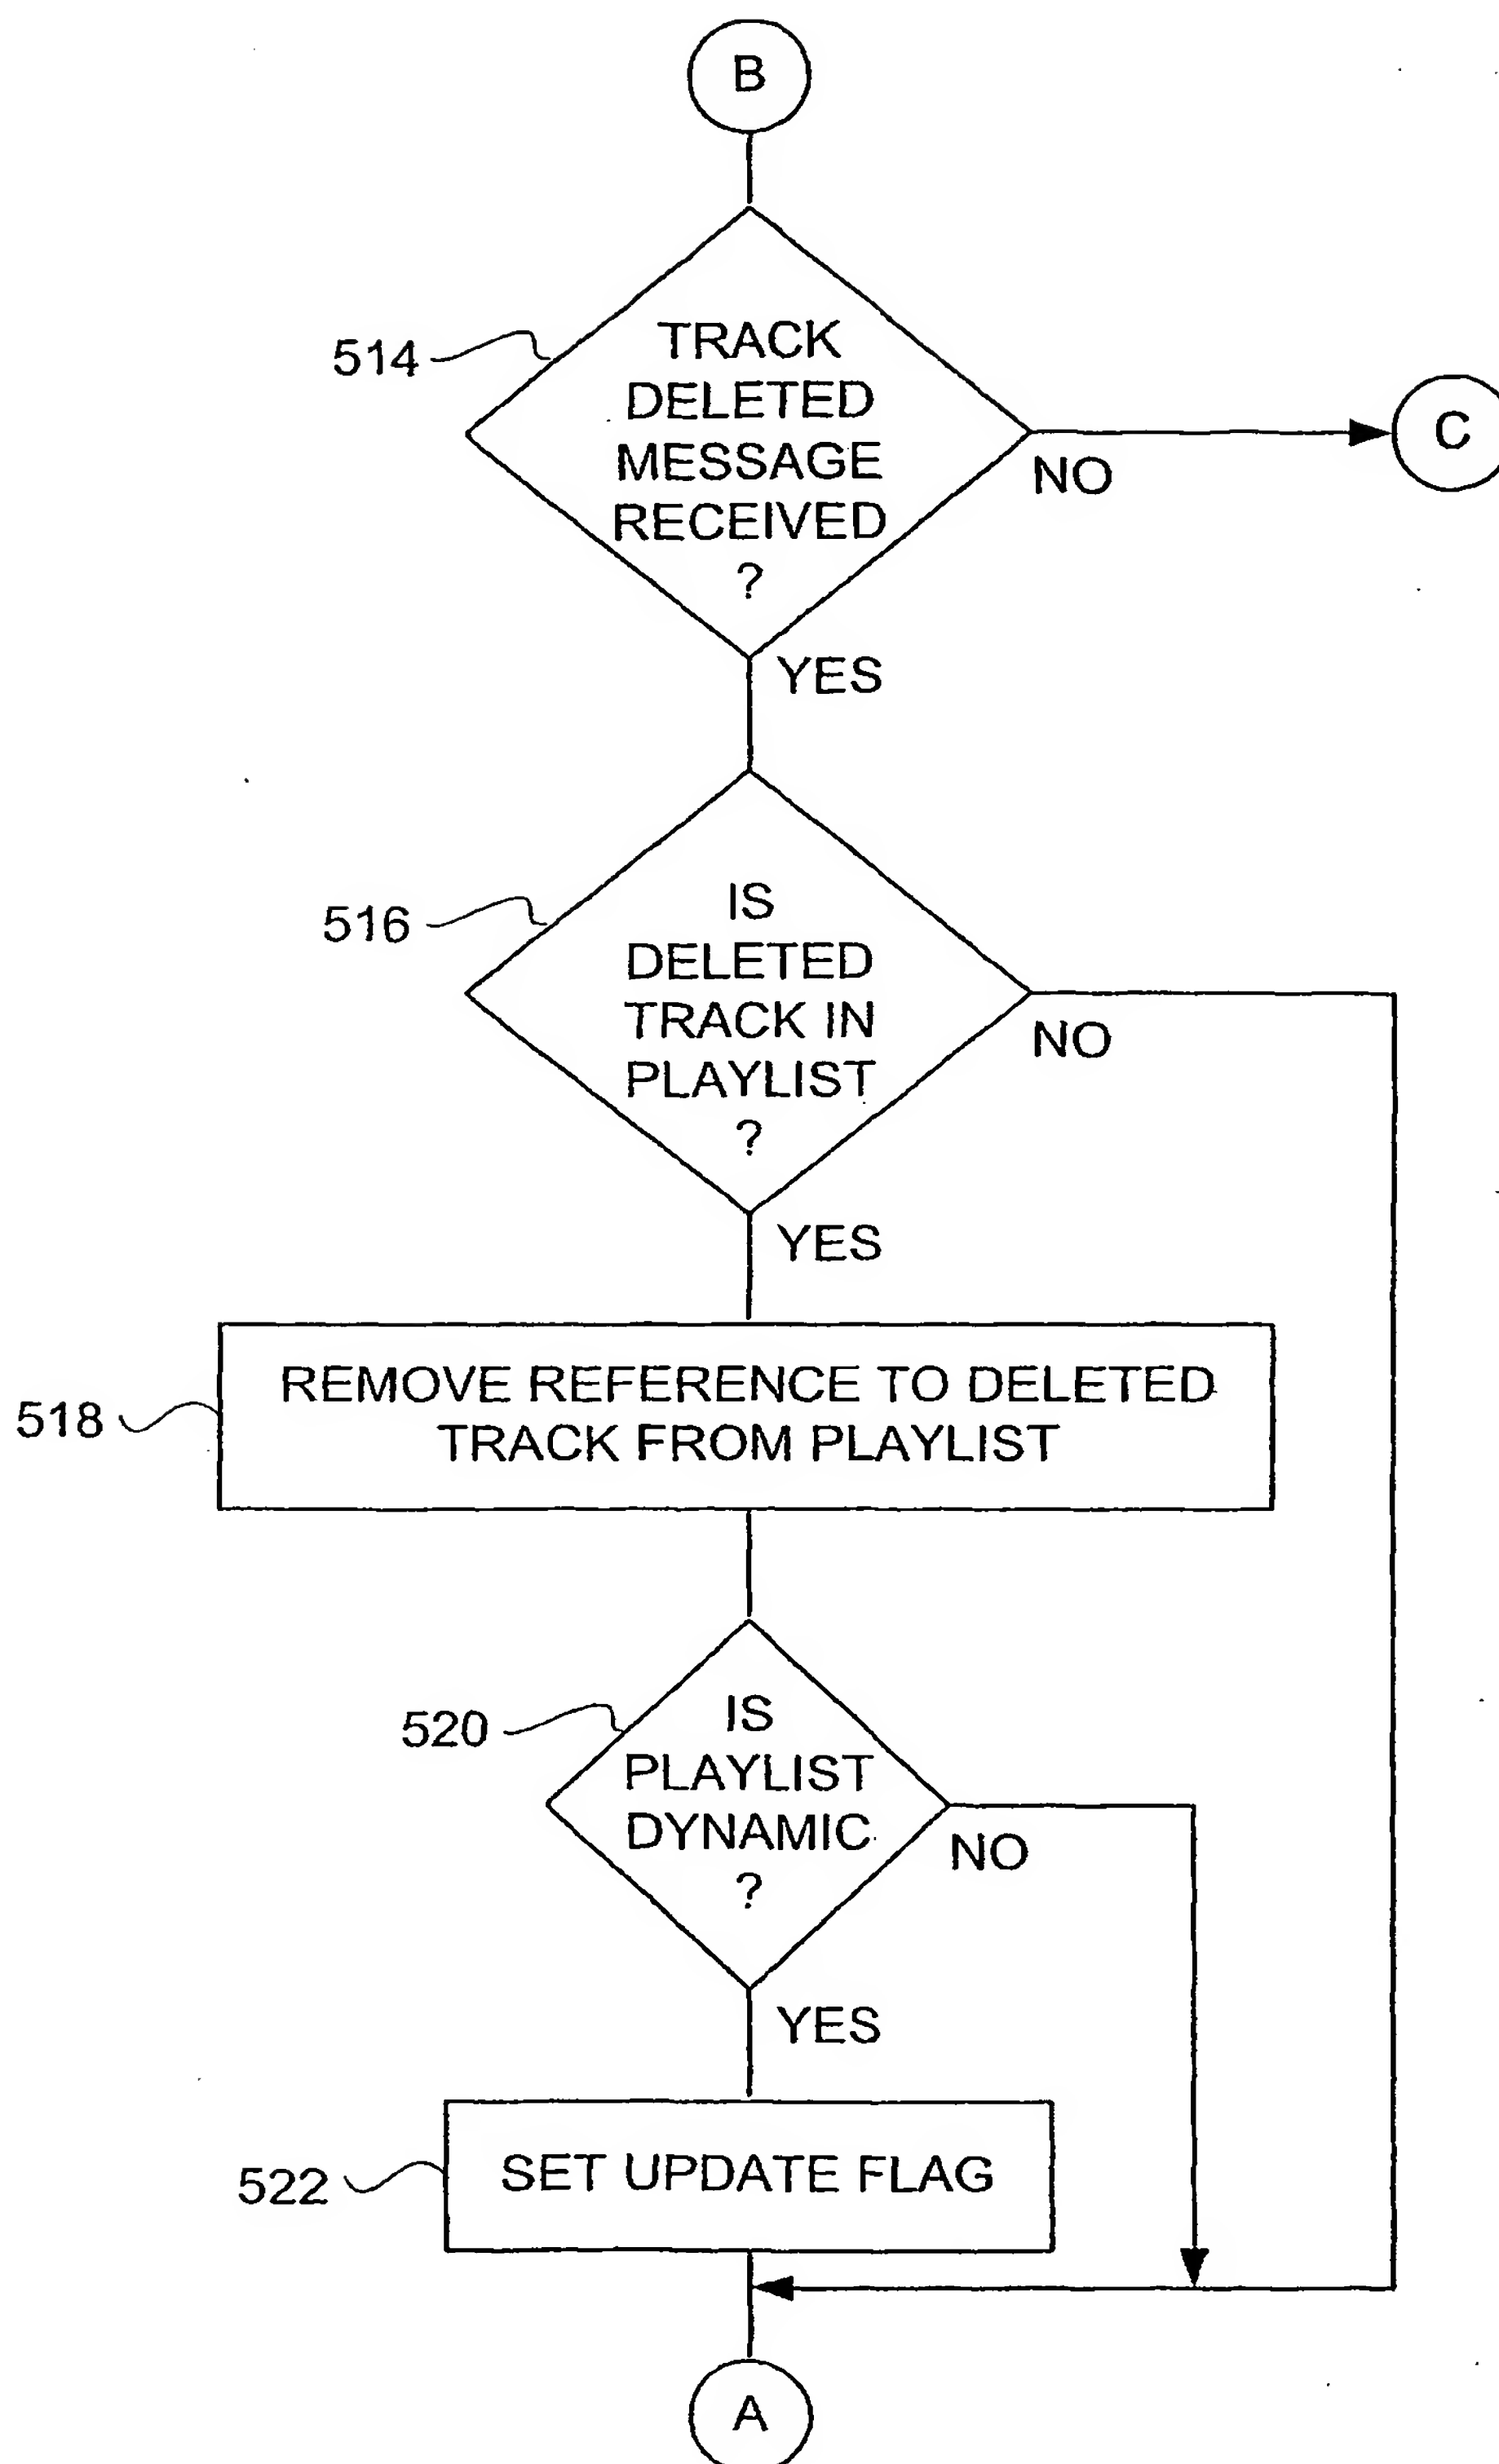 B
514
TRACK
DELETED
MESSAGE
RECEIVED
?
NO
C
YES
516
IS
DELETED
TRACK IN
PLAYLIST
?
NO
YES
518
REMOVE REFERENCE TO DELETED
TRACK FROM PLAYLIST
520
IS
PLAYLIST
DYNAMIC
?
NO
YES
522
SET UPDATE FLAG
A